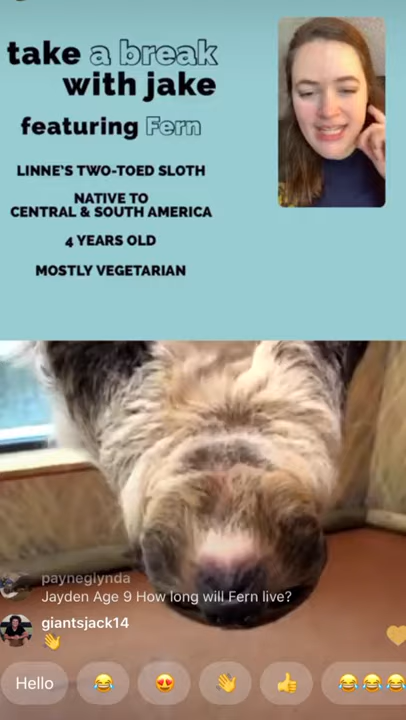 take a break
with jake
featuring Fern
LINNE'S TWO-TOED SLOTH
NATIVE TO
CENTRAL & SOUTH AMERICA
4 YEARS OLD
MOSTLY VEGETARIAN
payneglynda
Jayden Age 9 How long will Fern live?
giantsjack14
👋
Hello 😂 😍 👋 👍 😂😂😂